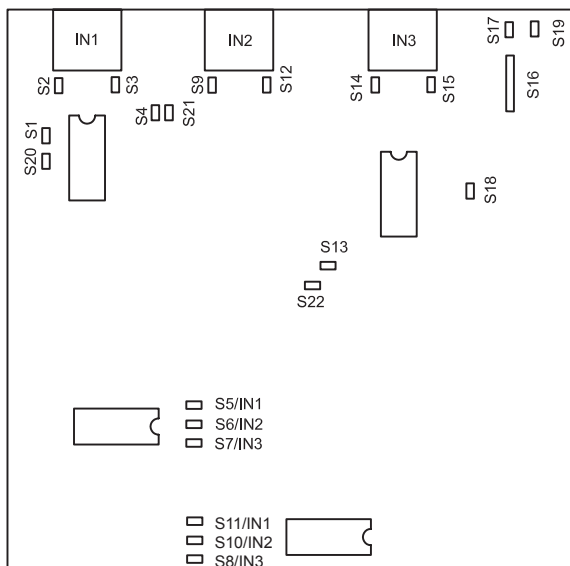 IN1
IN2
IN3
S17
S19
S2
S3
S9
S12
S14
S15
S16
S4
S21
S1
S20
S18
S13
S22
S5/IN1
S6/IN2
S7/IN3
S11/IN1
S10/IN2
S8/IN3